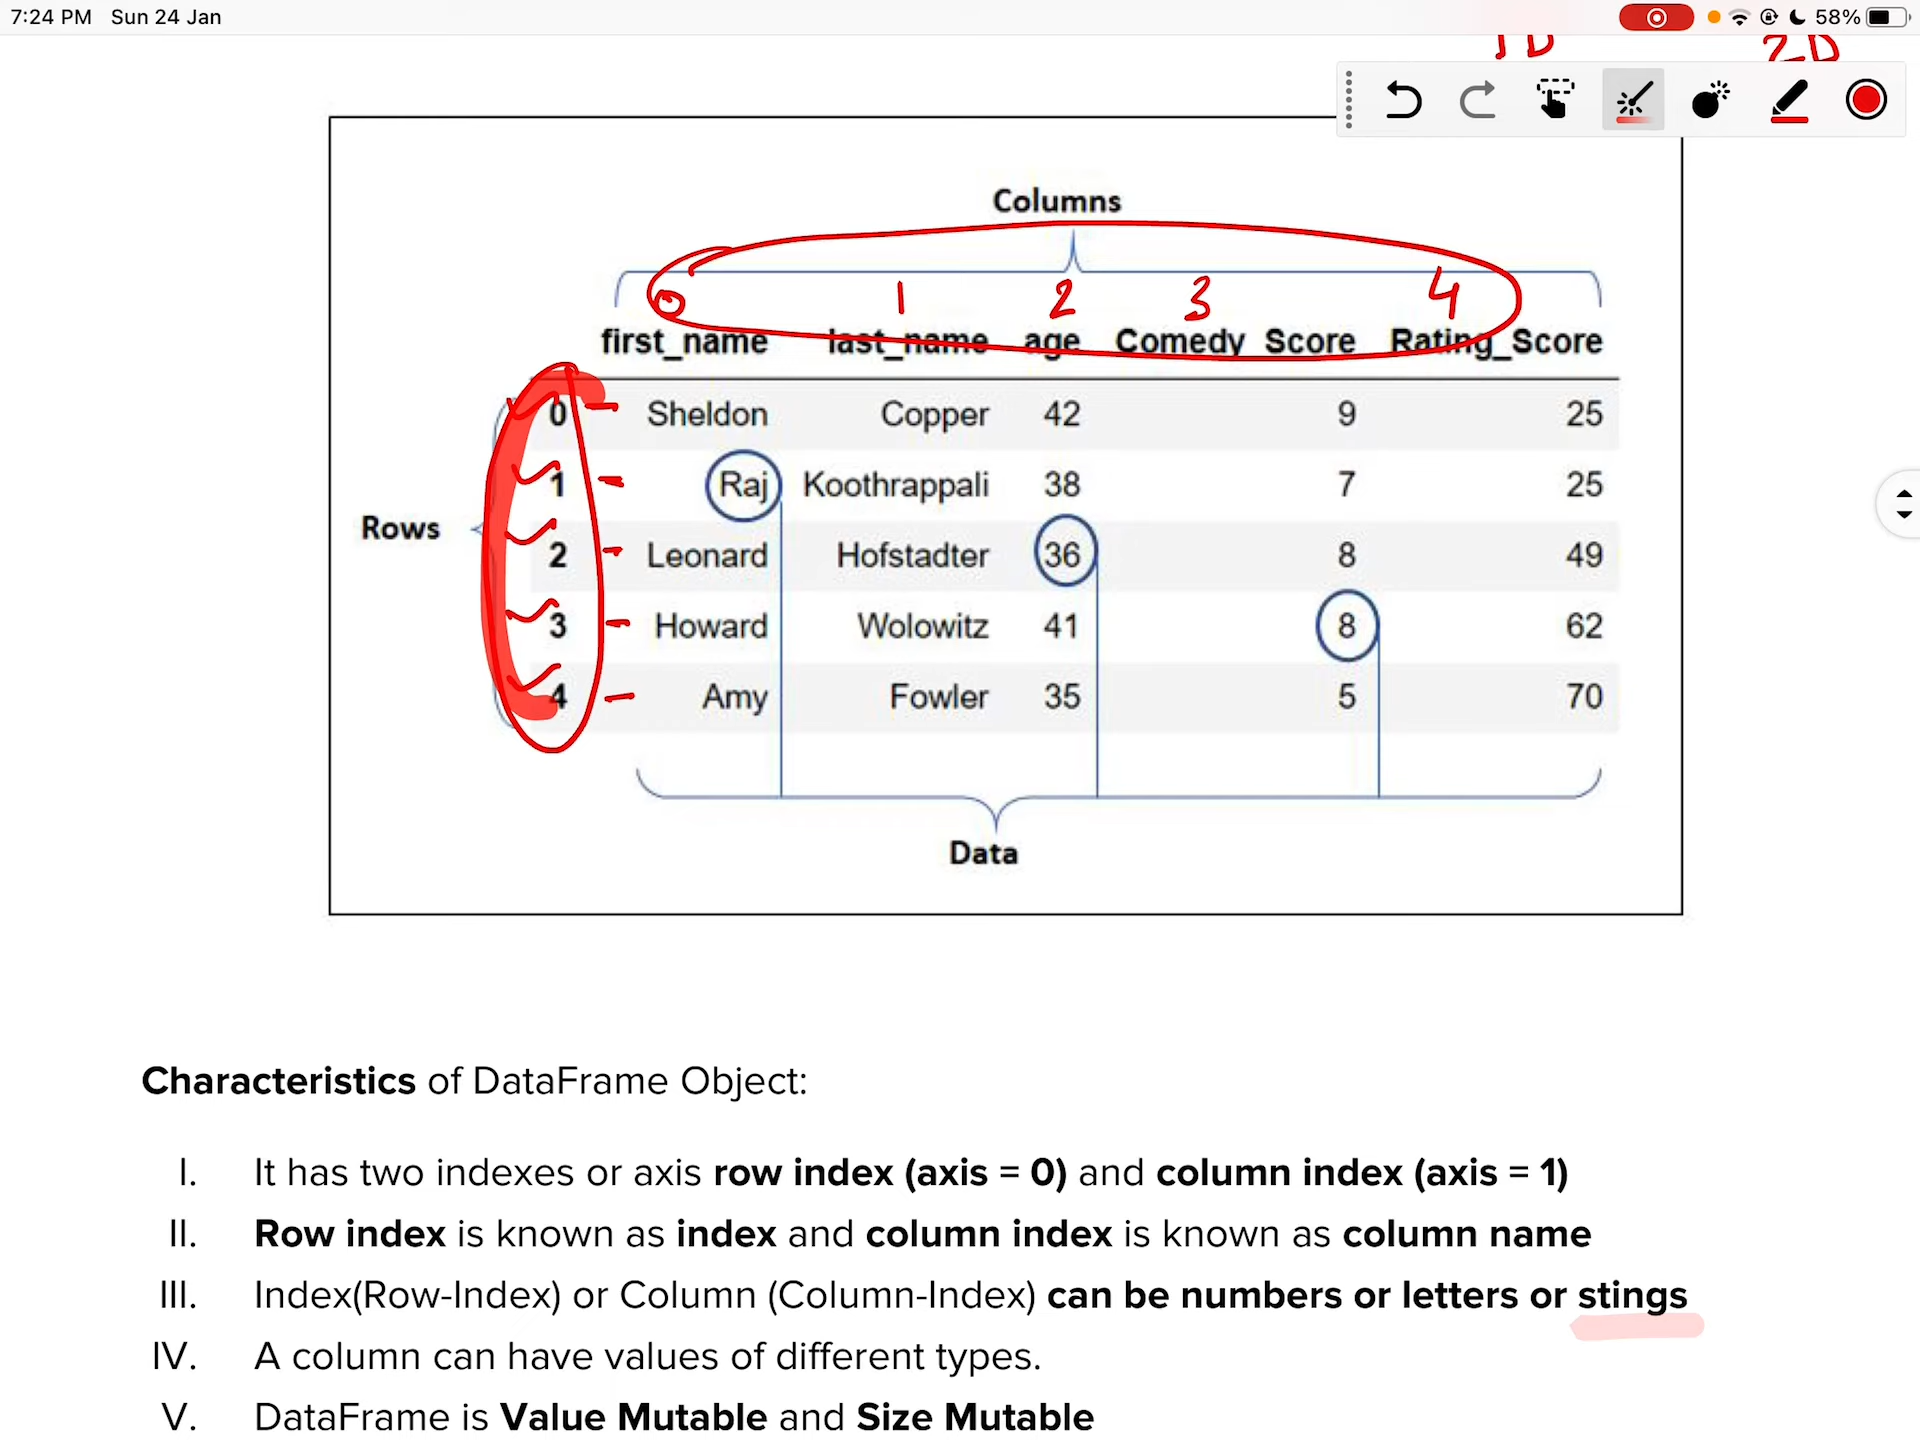 7:24 PM Sun 24 Jan 58%
1D 2D
Columns
0 1 2 3 4
first_name last_name age Comedy_Score Rating_Score
0 Sheldon Copper 42 9 25
1 Raj Koothrappali 38 7 25
Rows
2 Leonard Hofstadter 36 8 49
3 Howard Wolowitz 41 8 62
4 Amy Fowler 35 5 70
Data
Characteristics of DataFrame Object:
I. It has two indexes or axis row index (axis = 0) and column index (axis = 1)
II. Row index is known as index and column index is known as column name
III. Index(Row-Index) or Column (Column-Index) can be numbers or letters or stings
IV. A column can have values of different types.
V. DataFrame is Value Mutable and Size Mutable